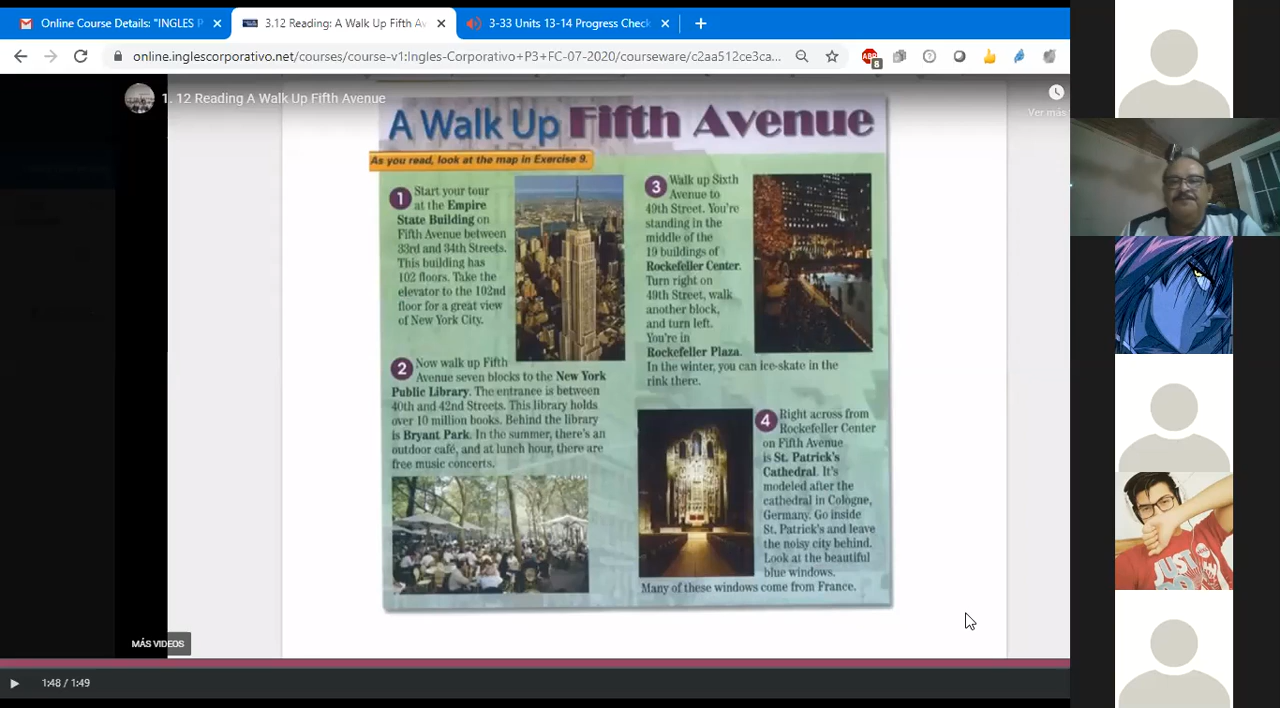 Online Course Details: "INGLES P
3.12 Reading: A Walk Up Fifth Av
3-33 Units 13-14 Progress Check
online.inglescorporativo.net/courses/course-v1:Ingles-Corporativo+P3+FC-07-2020/courseware/c2aa512ce3ca...
ABP
8
1. 12 Reading A Walk Up Fifth Avenue
Ver más
A Walk Up Fifth Avenue
As you read, look at the map in Exercise 9.
1 Start your tour
at the Empire
State Building on
Fifth Avenue between
33rd and 34th Streets.
This building has
102 floors. Take the
elevator to the 102nd
floor for a great view
of New York City.
2 Now walk up Fifth
Avenue seven blocks to the New York
Public Library. The entrance is between
40th and 42nd Streets. This library holds
over 10 million books. Behind the library
is Bryant Park. In the summer, there's an
outdoor café, and at lunch hour, there are
free music concerts.
3 Walk up Sixth
Avenue to
49th Street. You're
standing in the
middle of the
19 buildings of
Rockefeller Center.
Turn right on
49th Street, walk
another block,
and turn left.
You're in
Rockefeller Plaza.
In the winter, you can ice-skate in the
rink there.
4 Right across from
Rockefeller Center
on Fifth Avenue
is St. Patrick's
Cathedral. It's
modeled after the
cathedral in Cologne,
Germany. Go inside
St. Patrick's and leave
the noisy city behind.
Look at the beautiful
blue windows.
Many of these windows come from France.
MÁS VIDEOS
1:48 / 1:49